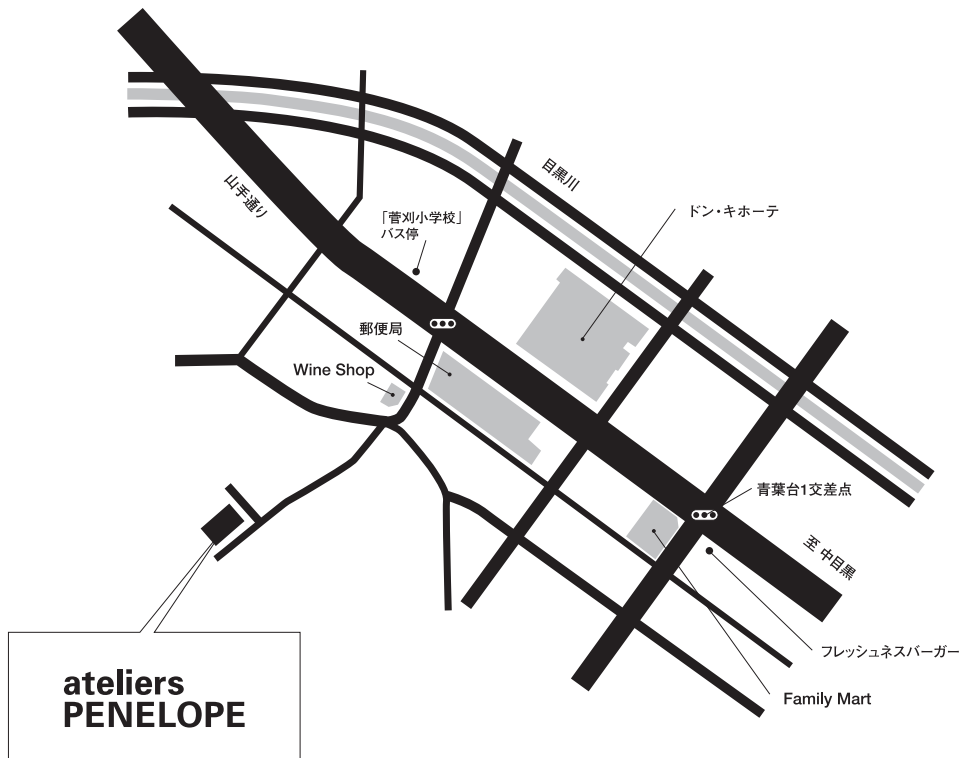 目黒川
山手通り
ドン・キホーテ
「菅刈小学校」
バス停
郵便局
Wine Shop
青葉台1交差点
至 中目黒
フレッシュネスバーガー
Family Mart
ateliers
PENELOPE